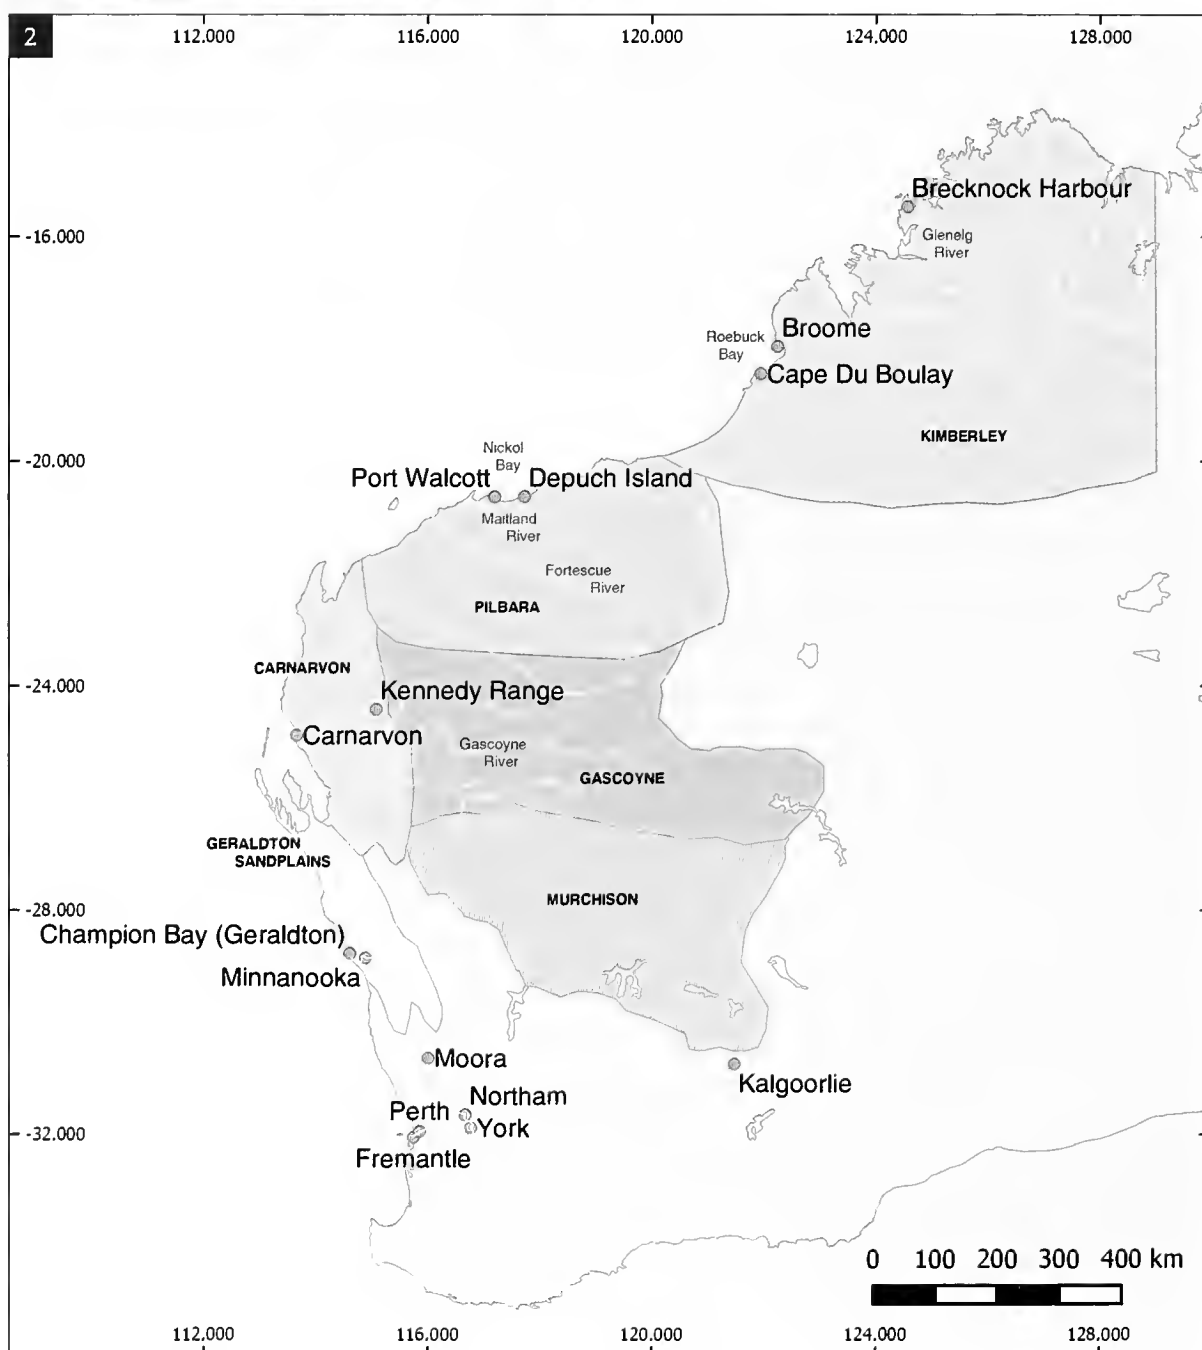 2
112.000 116.000 120.000 124.000 128.000
Brecknock Harbour
-16.000
Glenelg
River
Broome
Roebuck
Bay
Cape Du Boulay
KIMBERLEY
Nickol
Bay
-20.000
Port Walcott
Depuch Island
Maitland
River
Fortescue
River
PILBARA
CARNARVON
-24.000
Kennedy Range
Carnarvon
Gascoyne
River
GASCOYNE
GERALDTON
SANDPLAINS
MURCHISON
-28.000
Champion Bay (Geraldton)
Minnanooka
Moora
Kalgoorlie
Northam
Perth
York
-32.000
Fremantle
0 100 200 300 400 km
112.000 116.000 120.000 124.000 128.000